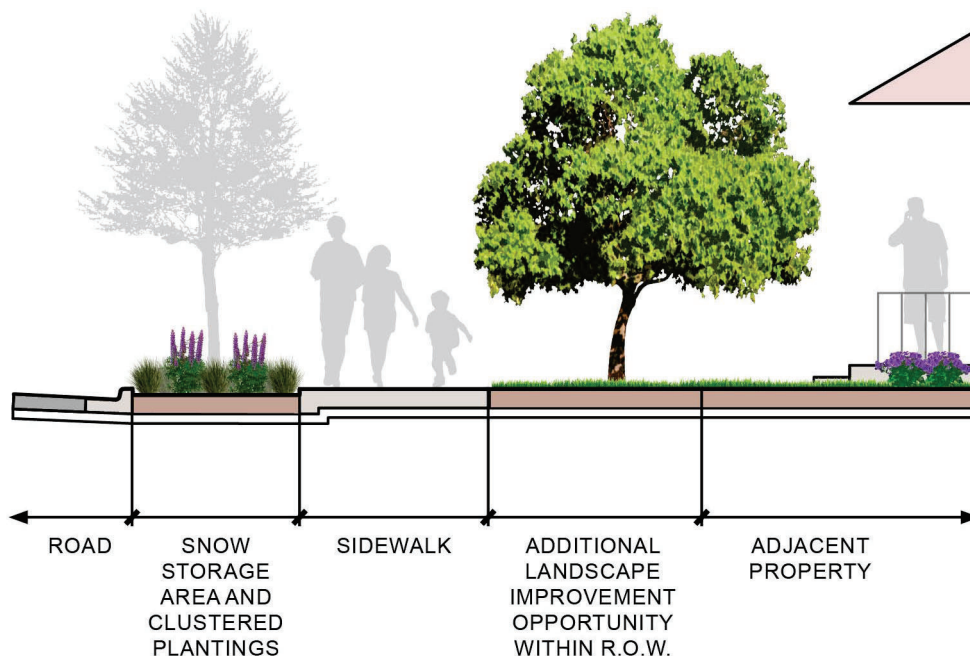 ROAD
SNOW
STORAGE
AREA AND
CLUSTERED
PLANTINGS
SIDEWALK
ADDITIONAL
LANDSCAPE
IMPROVEMENT
OPPORTUNITY
WITHIN R.O.W.
ADJACENT
PROPERTY